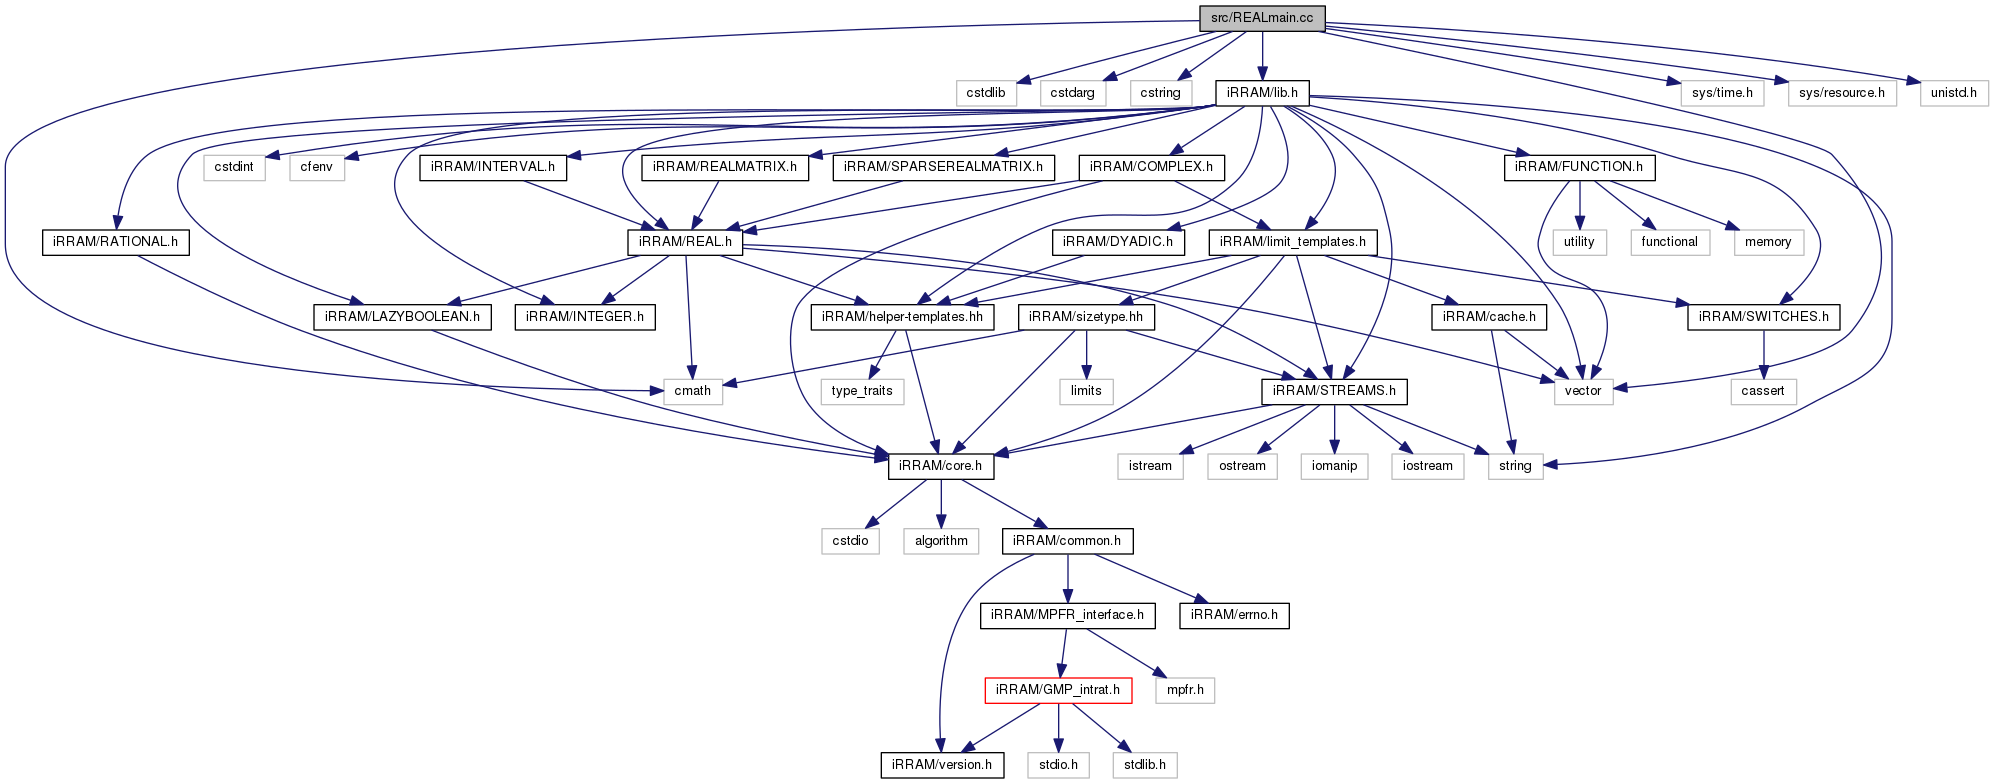 src/REALmain.cc
cstdlib
cstdarg
cstring
iRRAM/lib.h
sys/time.h
sys/resource.h
unistd.h
cstdint
cfenv
iRRAM/INTERVAL.h
iRRAM/REALMATRIX.h
iRRAM/SPARSEREALMATRIX.h
iRRAM/COMPLEX.h
iRRAM/FUNCTION.h
iRRAM/RATIONAL.h
iRRAM/REAL.h
iRRAM/DYADIC.h
iRRAM/limit_templates.h
utility
functional
memory
iRRAM/LAZYBOOLEAN.h
iRRAM/INTEGER.h
iRRAM/helper-templates.hh
iRRAM/sizetype.hh
iRRAM/cache.h
iRRAM/SWITCHES.h
cmath
type_traits
limits
iRRAM/STREAMS.h
vector
cassert
iRRAM/core.h
istream
ostream
iomanip
iostream
string
cstdio
algorithm
iRRAM/common.h
iRRAM/MPFR_interface.h
iRRAM/errno.h
iRRAM/GMP_intrat.h
mpfr.h
iRRAM/version.h
stdio.h
stdlib.h